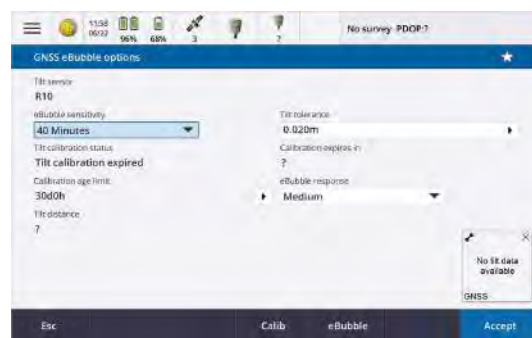 11:58
06/22
96%
68%
3
?
No survey PDOP:?
GNSS eBubble options
Tilt sensor
R10
eBubble sensitivity
40 Minutes
Tilt tolerance
0.020m
Tilt calibration status
Tilt calibration expired
Calibration expires in
?
Calibration age limit
30d0h
eBubble response
Medium
Tilt distance
?
No tilt data
available
GNSS
Esc
Calib
eBubble
Accept